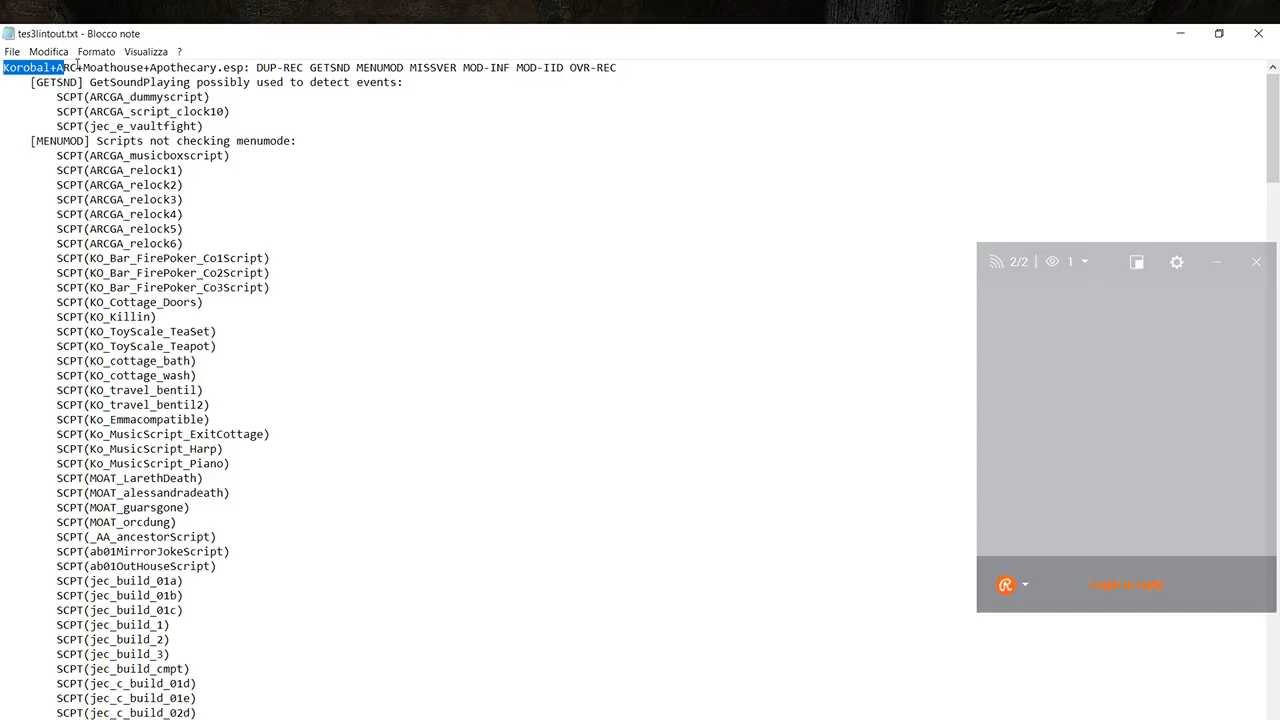 tes3lintout.txt - Blocco note
File Modifica Formato Visualizza ?
Korobal+ARC+Moathouse+Apothecary.esp: DUP-REC GETSND MENUMOD MISSVER MOD-INF MOD-IID OVR-REC
[GETSND] GetSoundPlaying possibly used to detect events:
SCPT(ARCGA_dummyscript)
SCPT(ARCGA_script_clock10)
SCPT(jec_e_vaultfight)
[MENUMOD] Scripts not checking menumode:
SCPT(ARCGA_musicboxscript)
SCPT(ARCGA_relock1)
SCPT(ARCGA_relock2)
SCPT(ARCGA_relock3)
SCPT(ARCGA_relock4)
SCPT(ARCGA_relock5)
SCPT(ARCGA_relock6)
SCPT(KO_Bar_FirePoker_Co1Script)
SCPT(KO_Bar_FirePoker_Co2Script)
SCPT(KO_Bar_FirePoker_Co3Script)
SCPT(KO_Cottage_Doors)
SCPT(KO_Killin)
SCPT(KO_ToyScale_TeaSet)
SCPT(KO_ToyScale_Teapot)
SCPT(KO_cottage_bath)
SCPT(KO_cottage_wash)
SCPT(KO_travel_bentil)
SCPT(KO_travel_bentil2)
SCPT(Ko_Emmacompatible)
SCPT(Ko_MusicScript_ExitCottage)
SCPT(Ko_MusicScript_Harp)
SCPT(Ko_MusicScript_Piano)
SCPT(MOAT_LarethDeath)
SCPT(MOAT_alessandradeath)
SCPT(MOAT_guarsgone)
SCPT(MOAT_orcdung)
SCPT(_AA_ancestorScript)
SCPT(ab01MirrorJokeScript)
SCPT(ab01OutHouseScript)
SCPT(jec_build_01a)
SCPT(jec_build_01b)
SCPT(jec_build_01c)
SCPT(jec_build_1)
SCPT(jec_build_2)
SCPT(jec_build_3)
SCPT(jec_build_cmpt)
SCPT(jec_c_build_01d)
SCPT(jec_c_build_01e)
SCPT(jec_c_build_02d)
2/2 | 1
Login to reply